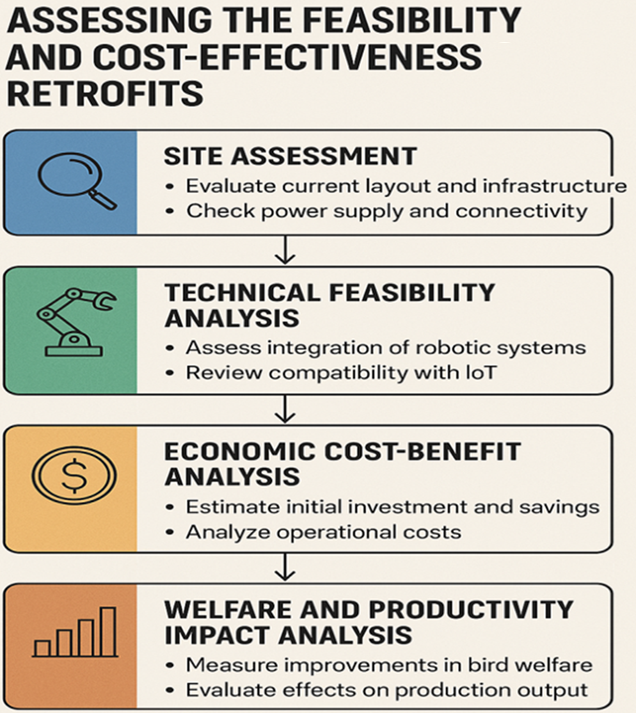 ASSESSING THE FEASIBILITY
AND COST-EFFECTIVENESS
RETROFITS
SITE ASSESSMENT
• Evaluate current layout and infrastructure
• Check power supply and connectivity
TECHNICAL FEASIBILITY
ANALYSIS
• Assess integration of robotic systems
• Review compatibility with IoT
ECONOMIC COST-BENEFIT
ANALYSIS
• Estimate initial investment and savings
• Analyze operational costs
WELFARE AND PRODUCTIVITY
IMPACT ANALYSIS
• Measure improvements in bird welfare
• Evaluate effects on production output